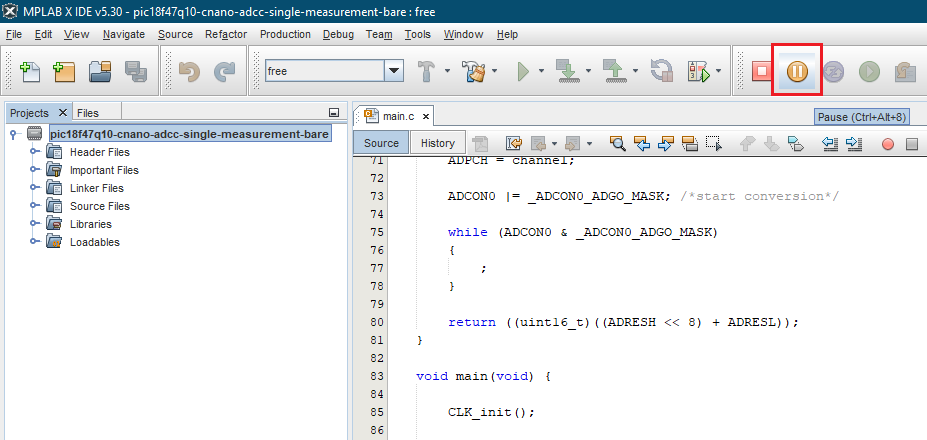 MPLAB X IDE v5.30 - pic18f47q10-cnano-adcc-single-measurement-bare : free
File Edit View Navigate Source Refactor Production Debug Team Tools Window Help
free
Projects Files
pic18f47q10-cnano-adcc-single-measurement-bare
Header Files
Important Files
Linker Files
Source Files
Libraries
Loadables
main.c
Pause (Ctrl+Alt+8)
Source History
71 ADPCH = channel;
72
73 ADCON0 |= _ADCON0_ADGO_MASK; /*start conversion*/
74
75 while (ADCON0 & _ADCON0_ADGO_MASK)
76 {
77 ;
78 }
79
80 return ((uint16_t)((ADRESH << 8) + ADRESL));
81 }
82
83 void main(void) {
84
85 CLK_init();
86